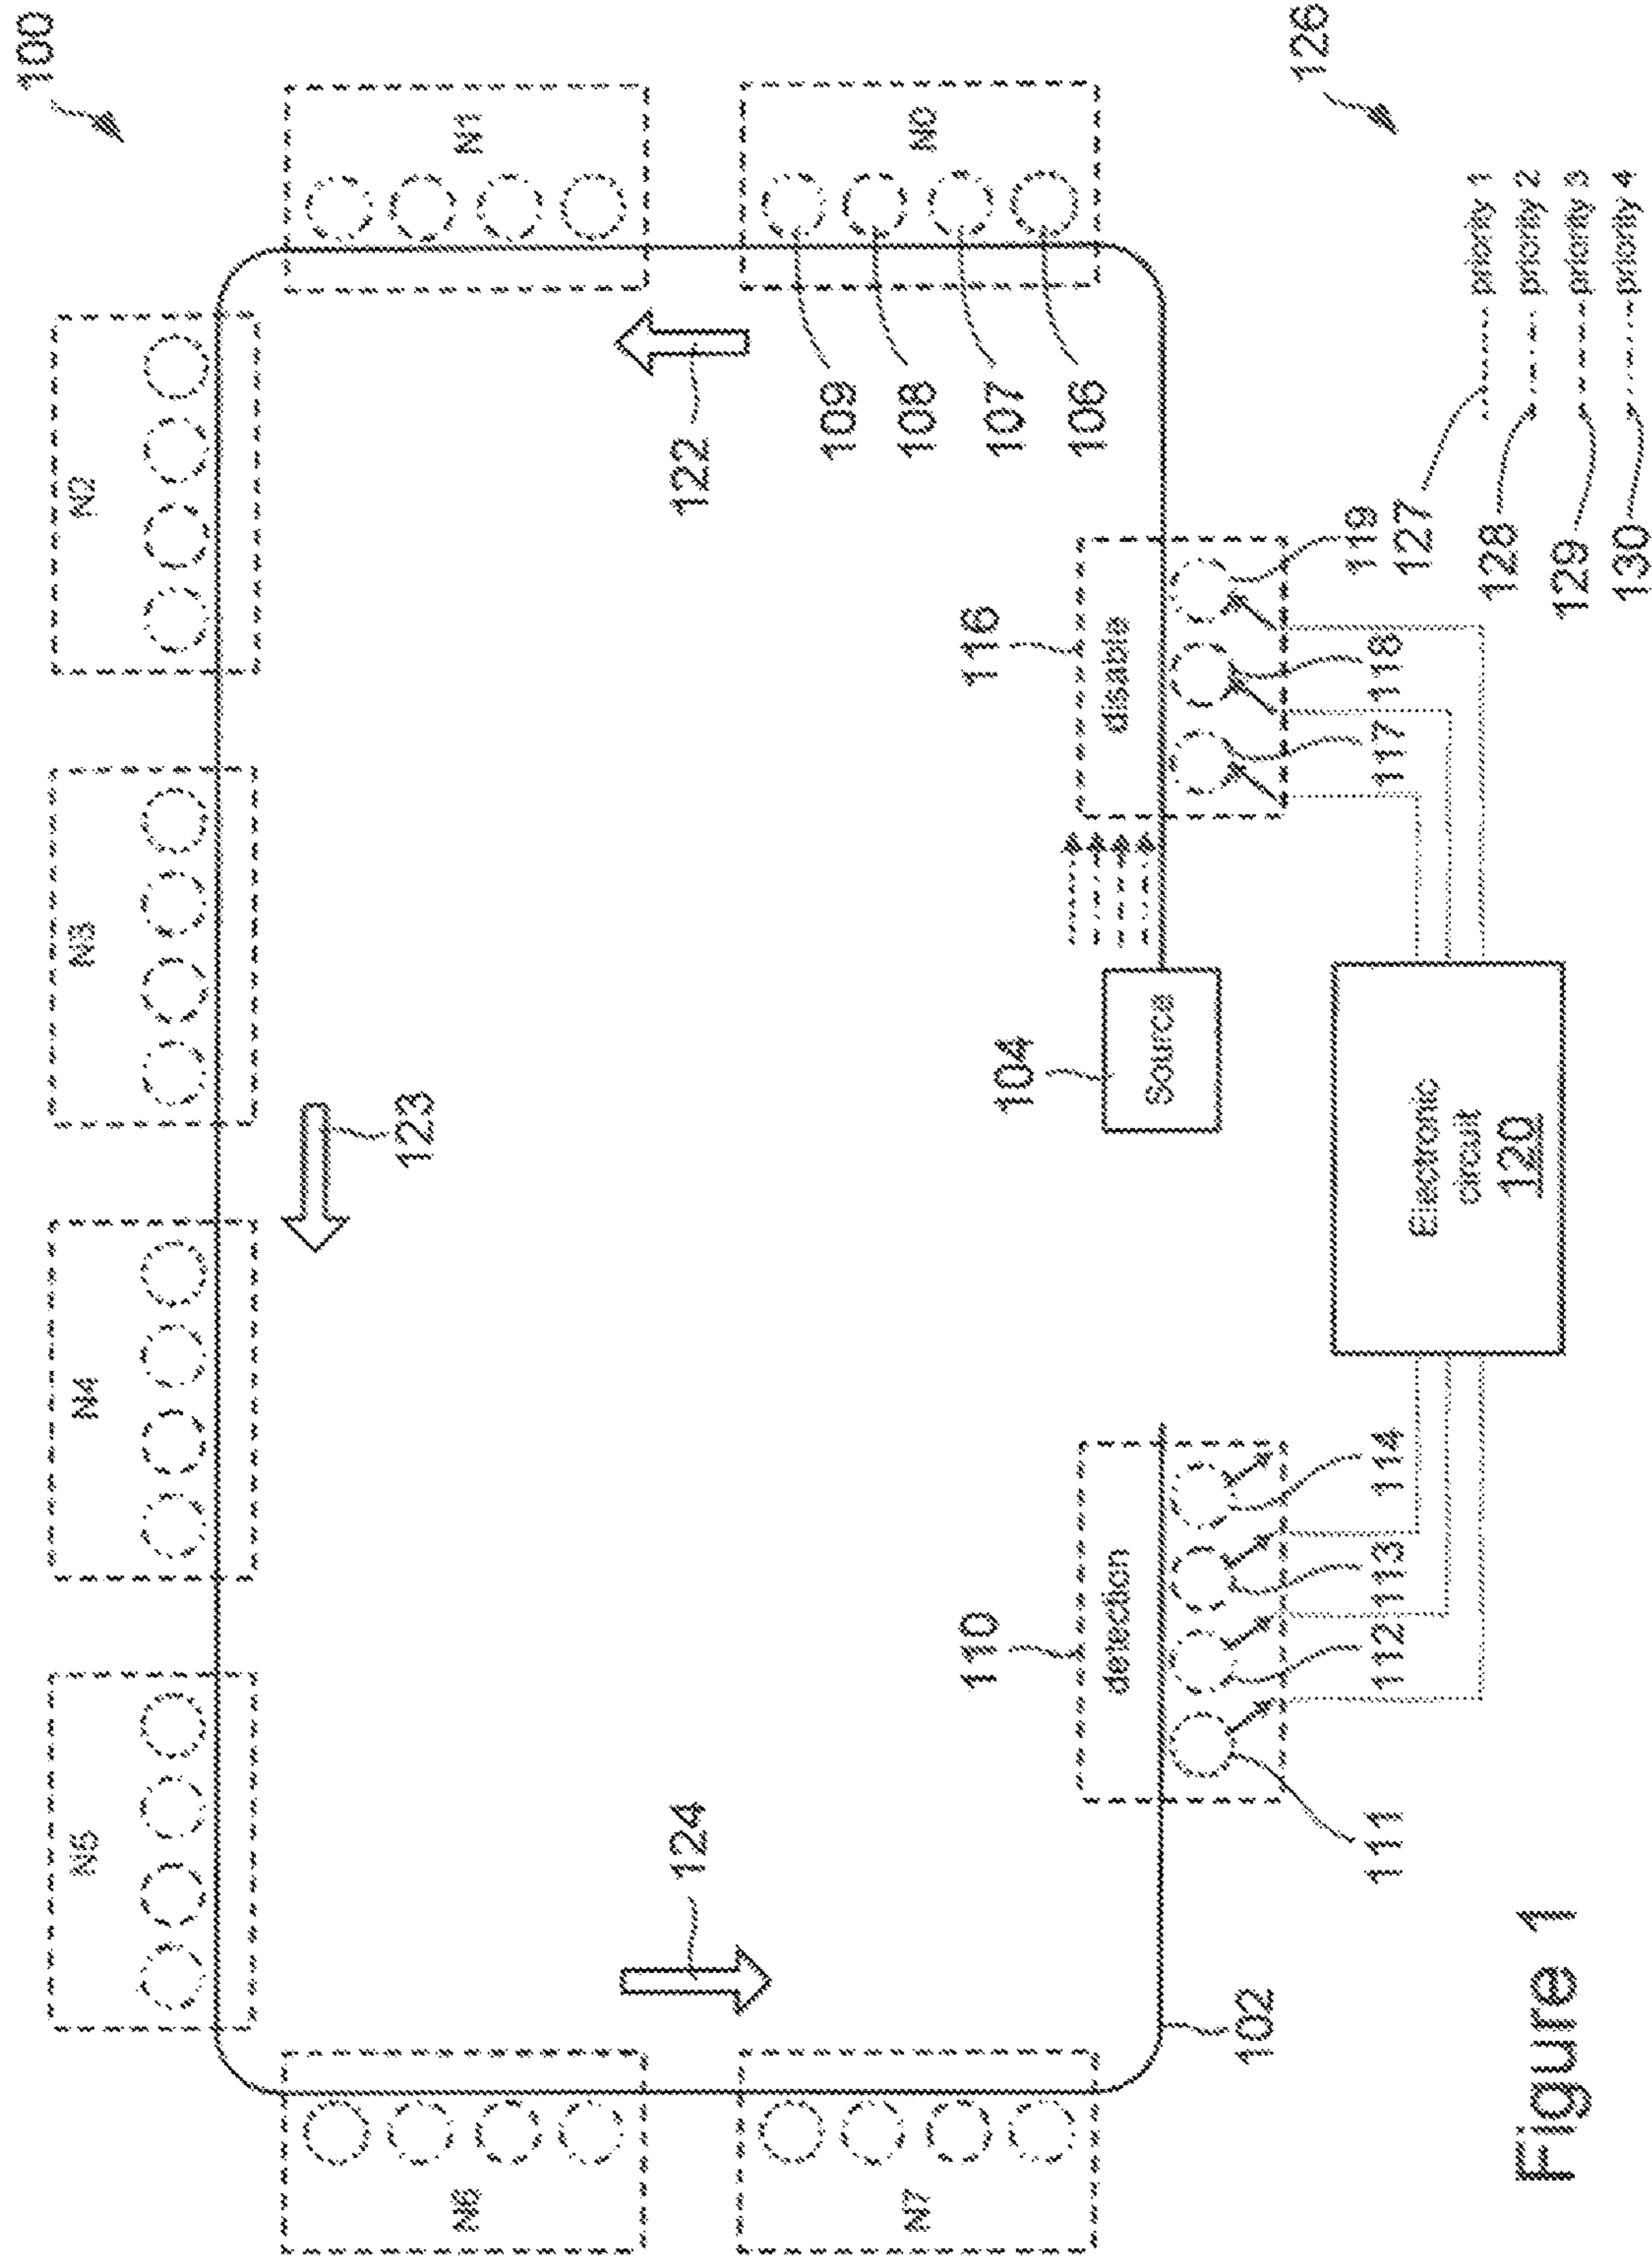 100
N2
N3
N4
N5
N1
N0
N6
N7
122
123
124
109
108
107
106
116
disable
117
118
119
104
Source
110
detection
111
112
113
114
102
Electronic
circuit
120
126
127
priority 1
128
priority 2
129
priority 3
130
priority 4
Figure 1